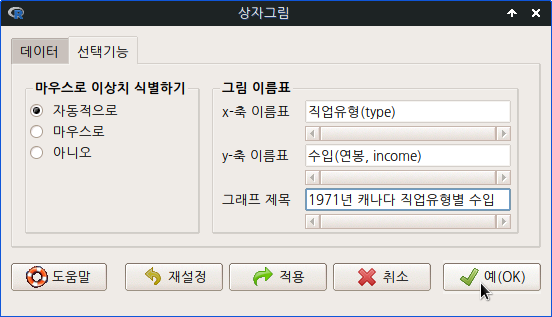 상자그림
데이터
선택기능
마우스로 이상치 식별하기
자동적으로
마우스로
아니오
그림 이름표
x-축 이름표
직업유형(type)
y-축 이름표
수입(연봉, income)
그래프 제목
1971년 캐나다 직업유형별 수입
도움말
재설정
적용
취소
예(OK)